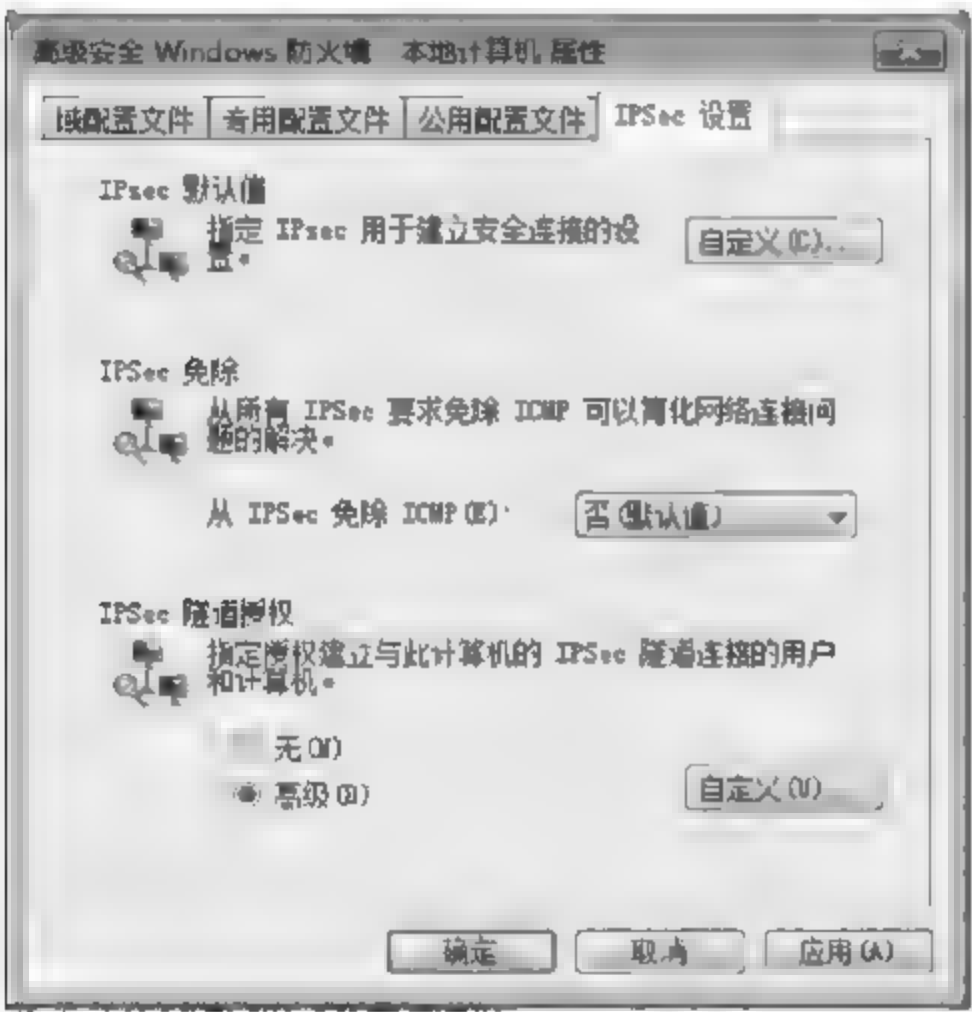 高级安全 Windows 防火墙 本地计算机 属性
域配置文件 专用配置文件 公用配置文件 IPSec 设置
IPsec 默认值
指定 IPsec 用于建立安全连接的设
置。
自定义(C)...
IPSec 免除
从所有 IPSec 要求免除 ICMP 可以简化网络连接问
题的解决。
从 IPSec 免除 ICMP(E):
否(默认值)
IPSec 隧道授权
指定授权建立与此计算机的 IPSec 隧道连接的用户
和计算机。
无(N)
高级(D)
自定义(U)
确定 取消 应用(A)